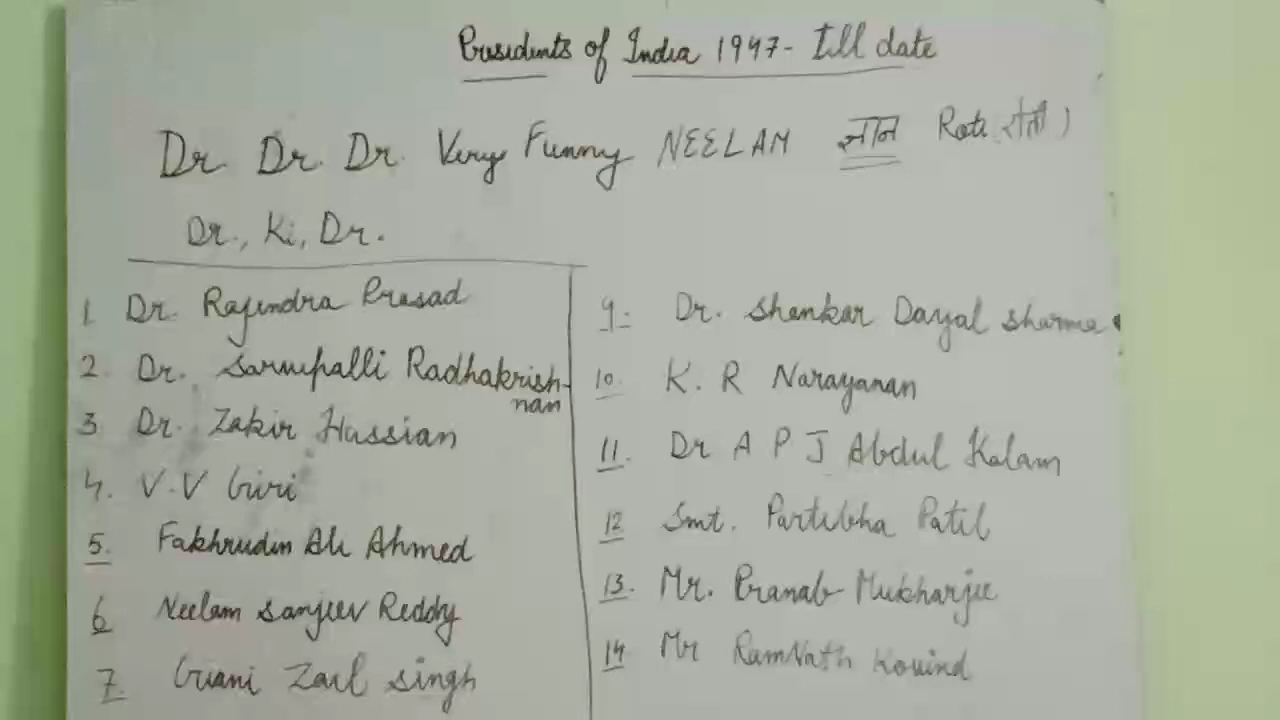 Presidents of India 1947- till date
Dr. Dr. Dr. Very Funny NEELAM Roti
Dr., Ki, Dr.
1. Dr. Rajendra Prasad
2. Dr. Sarvepalli Radhakrish-
nan
3 Dr. Zakir Hussian
4. V.V Giri
5. Fakhrudin Ali Ahmed
6 Neelam Sanjeev Reddy
7. Giani Zail Singh
9. Dr. Shankar Dayal Sharma
10. K. R Narayanan
11. Dr A P J Abdul Kalam
12 Smt. Partibha Patil
13. Mr. Pranab Mukharjee
14 Mr RamNath Kovind